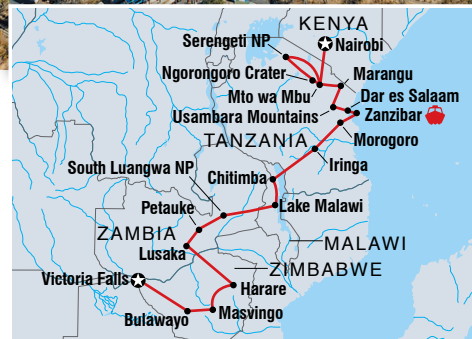 KENYA
Serengeti NP
Nairobi
Ngorongoro Crater
Marangu
Mto wa Mbu
Dar es Salaam
Usambara Mountains
Zanzibar
TANZANIA
Morogoro
Iringa
South Luangwa NP
Chitimba
Petauke
Lake Malawi
ZAMBIA
MALAWI
Lusaka
ZIMBABWE
Victoria Falls
Harare
Bulawayo
Masvingo